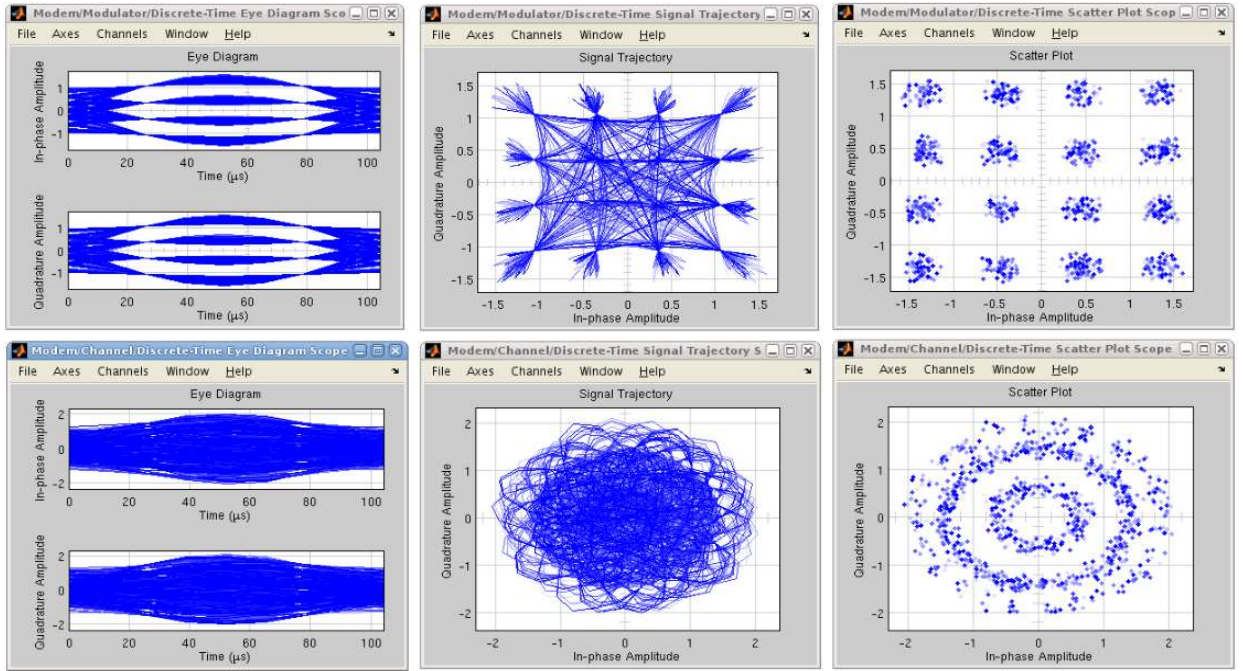 Modem/Modulator/Discrete-Time Eye Diagram Sco
File Axes Channels Window Help
Eye Diagram
In-phase Amplitude
1
0
-1
0 20 40 60 80 100
Time (μs)
Quadrature Amplitude
1
0
-1
0 20 40 60 80 100
Time (μs)
Modem/Modulator/Discrete-Time Signal Trajectory
File Axes Channels Window Help
Signal Trajectory
Quadrature Amplitude
1.5
1
0.5
0
-0.5
-1
-1.5
-1.5 -1 -0.5 0 0.5 1 1.5
In-phase Amplitude
Modem/Modulator/Discrete-Time Scatter Plot Scop
File Axes Channels Window Help
Scatter Plot
Quadrature Amplitude
1.5
1
0.5
0
-0.5
-1
-1.5
-1.5 -1 -0.5 0 0.5 1 1.5
In-phase Amplitude
Modem/Channel/Discrete-Time Eye Diagram Scope
File Axes Channels Window Help
Eye Diagram
In-phase Amplitude
2
0
-2
0 20 40 60 80 100
Time (μs)
Quadrature Amplitude
2
0
-2
0 20 40 60 80 100
Time (μs)
Modem/Channel/Discrete-Time Signal Trajectory S
File Axes Channels Window Help
Signal Trajectory
Quadrature Amplitude
2
1
0
-1
-2
-2 -1 0 1 2
In-phase Amplitude
Modem/Channel/Discrete-Time Scatter Plot Scope
File Axes Channels Window Help
Scatter Plot
Quadrature Amplitude
2
1
0
-1
-2
-2 -1 0 1 2
In-phase Amplitude